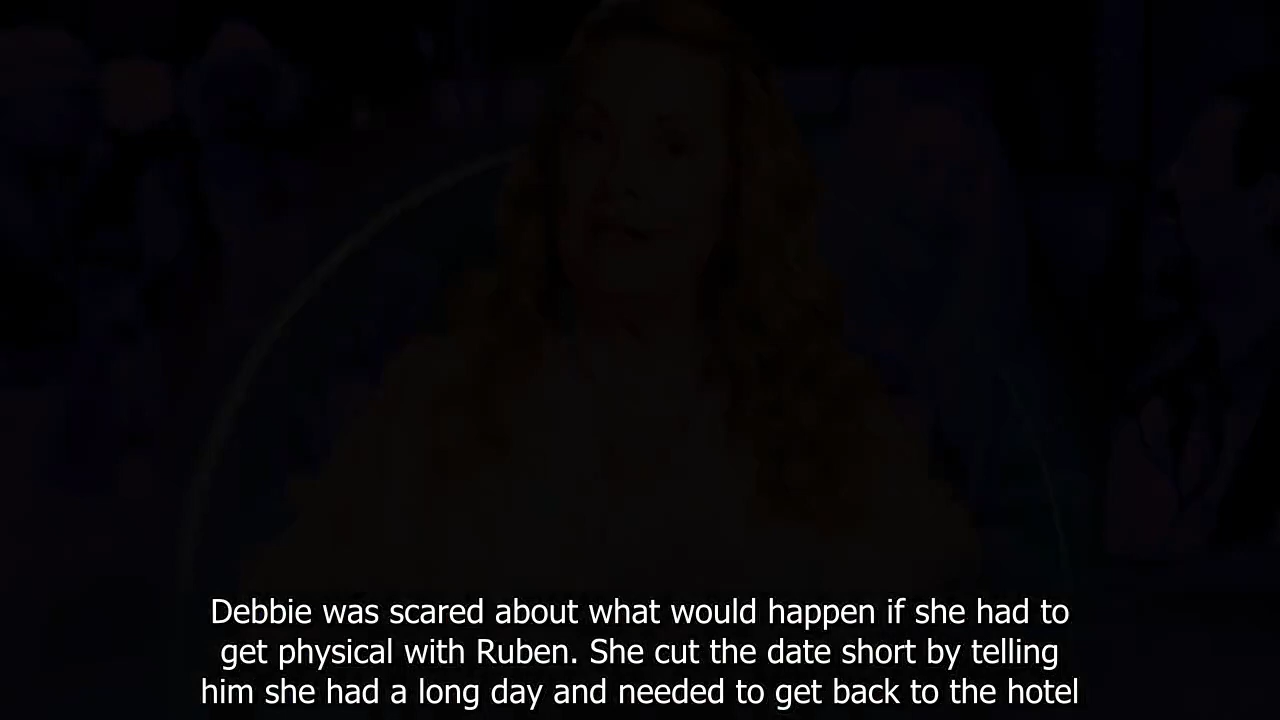 Debbie was scared about what would happen if she had to
get physical with Ruben. She cut the date short by telling
him she had a long day and needed to get back to the hotel